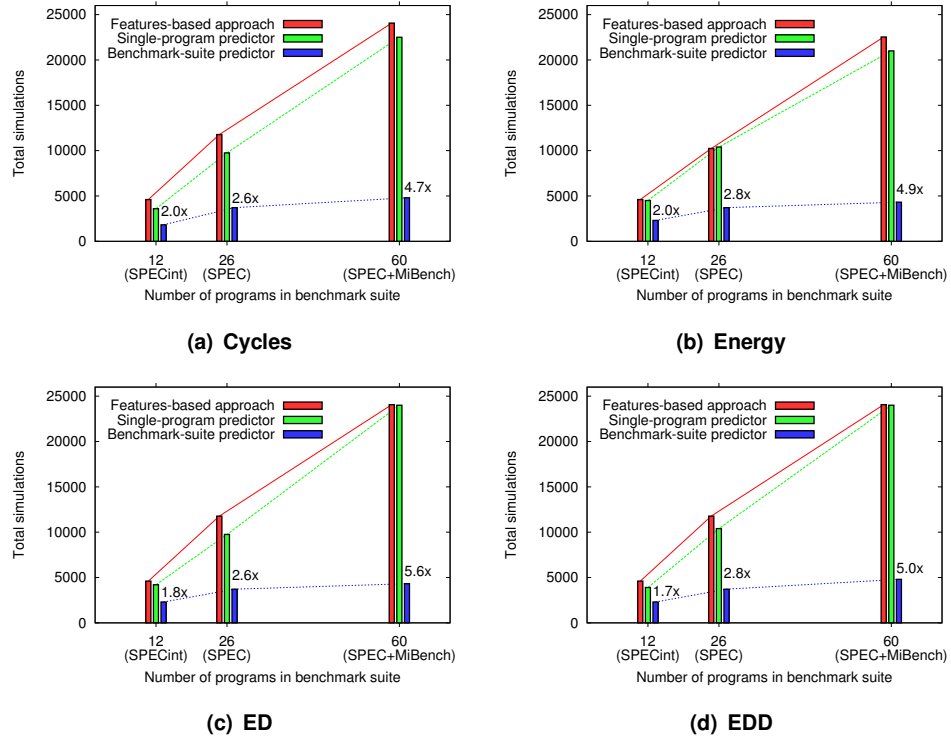 Features-based approach
Single-program predictor
Benchmark-suite predictor
25000
20000
15000
10000
5000
0
Total simulations
2.0x
2.6x
4.7x
12
(SPECint)
26
(SPEC)
60
(SPEC+MiBench)
Number of programs in benchmark suite
(a) Cycles
Features-based approach
Single-program predictor
Benchmark-suite predictor
25000
20000
15000
10000
5000
0
Total simulations
2.0x
2.8x
4.9x
12
(SPECint)
26
(SPEC)
60
(SPEC+MiBench)
Number of programs in benchmark suite
(b) Energy
Features-based approach
Single-program predictor
Benchmark-suite predictor
25000
20000
15000
10000
5000
0
Total simulations
1.8x
2.6x
5.6x
12
(SPECint)
26
(SPEC)
60
(SPEC+MiBench)
Number of programs in benchmark suite
(c) ED
Features-based approach
Single-program predictor
Benchmark-suite predictor
25000
20000
15000
10000
5000
0
Total simulations
1.7x
2.8x
5.0x
12
(SPECint)
26
(SPEC)
60
(SPEC+MiBench)
Number of programs in benchmark suite
(d) EDD